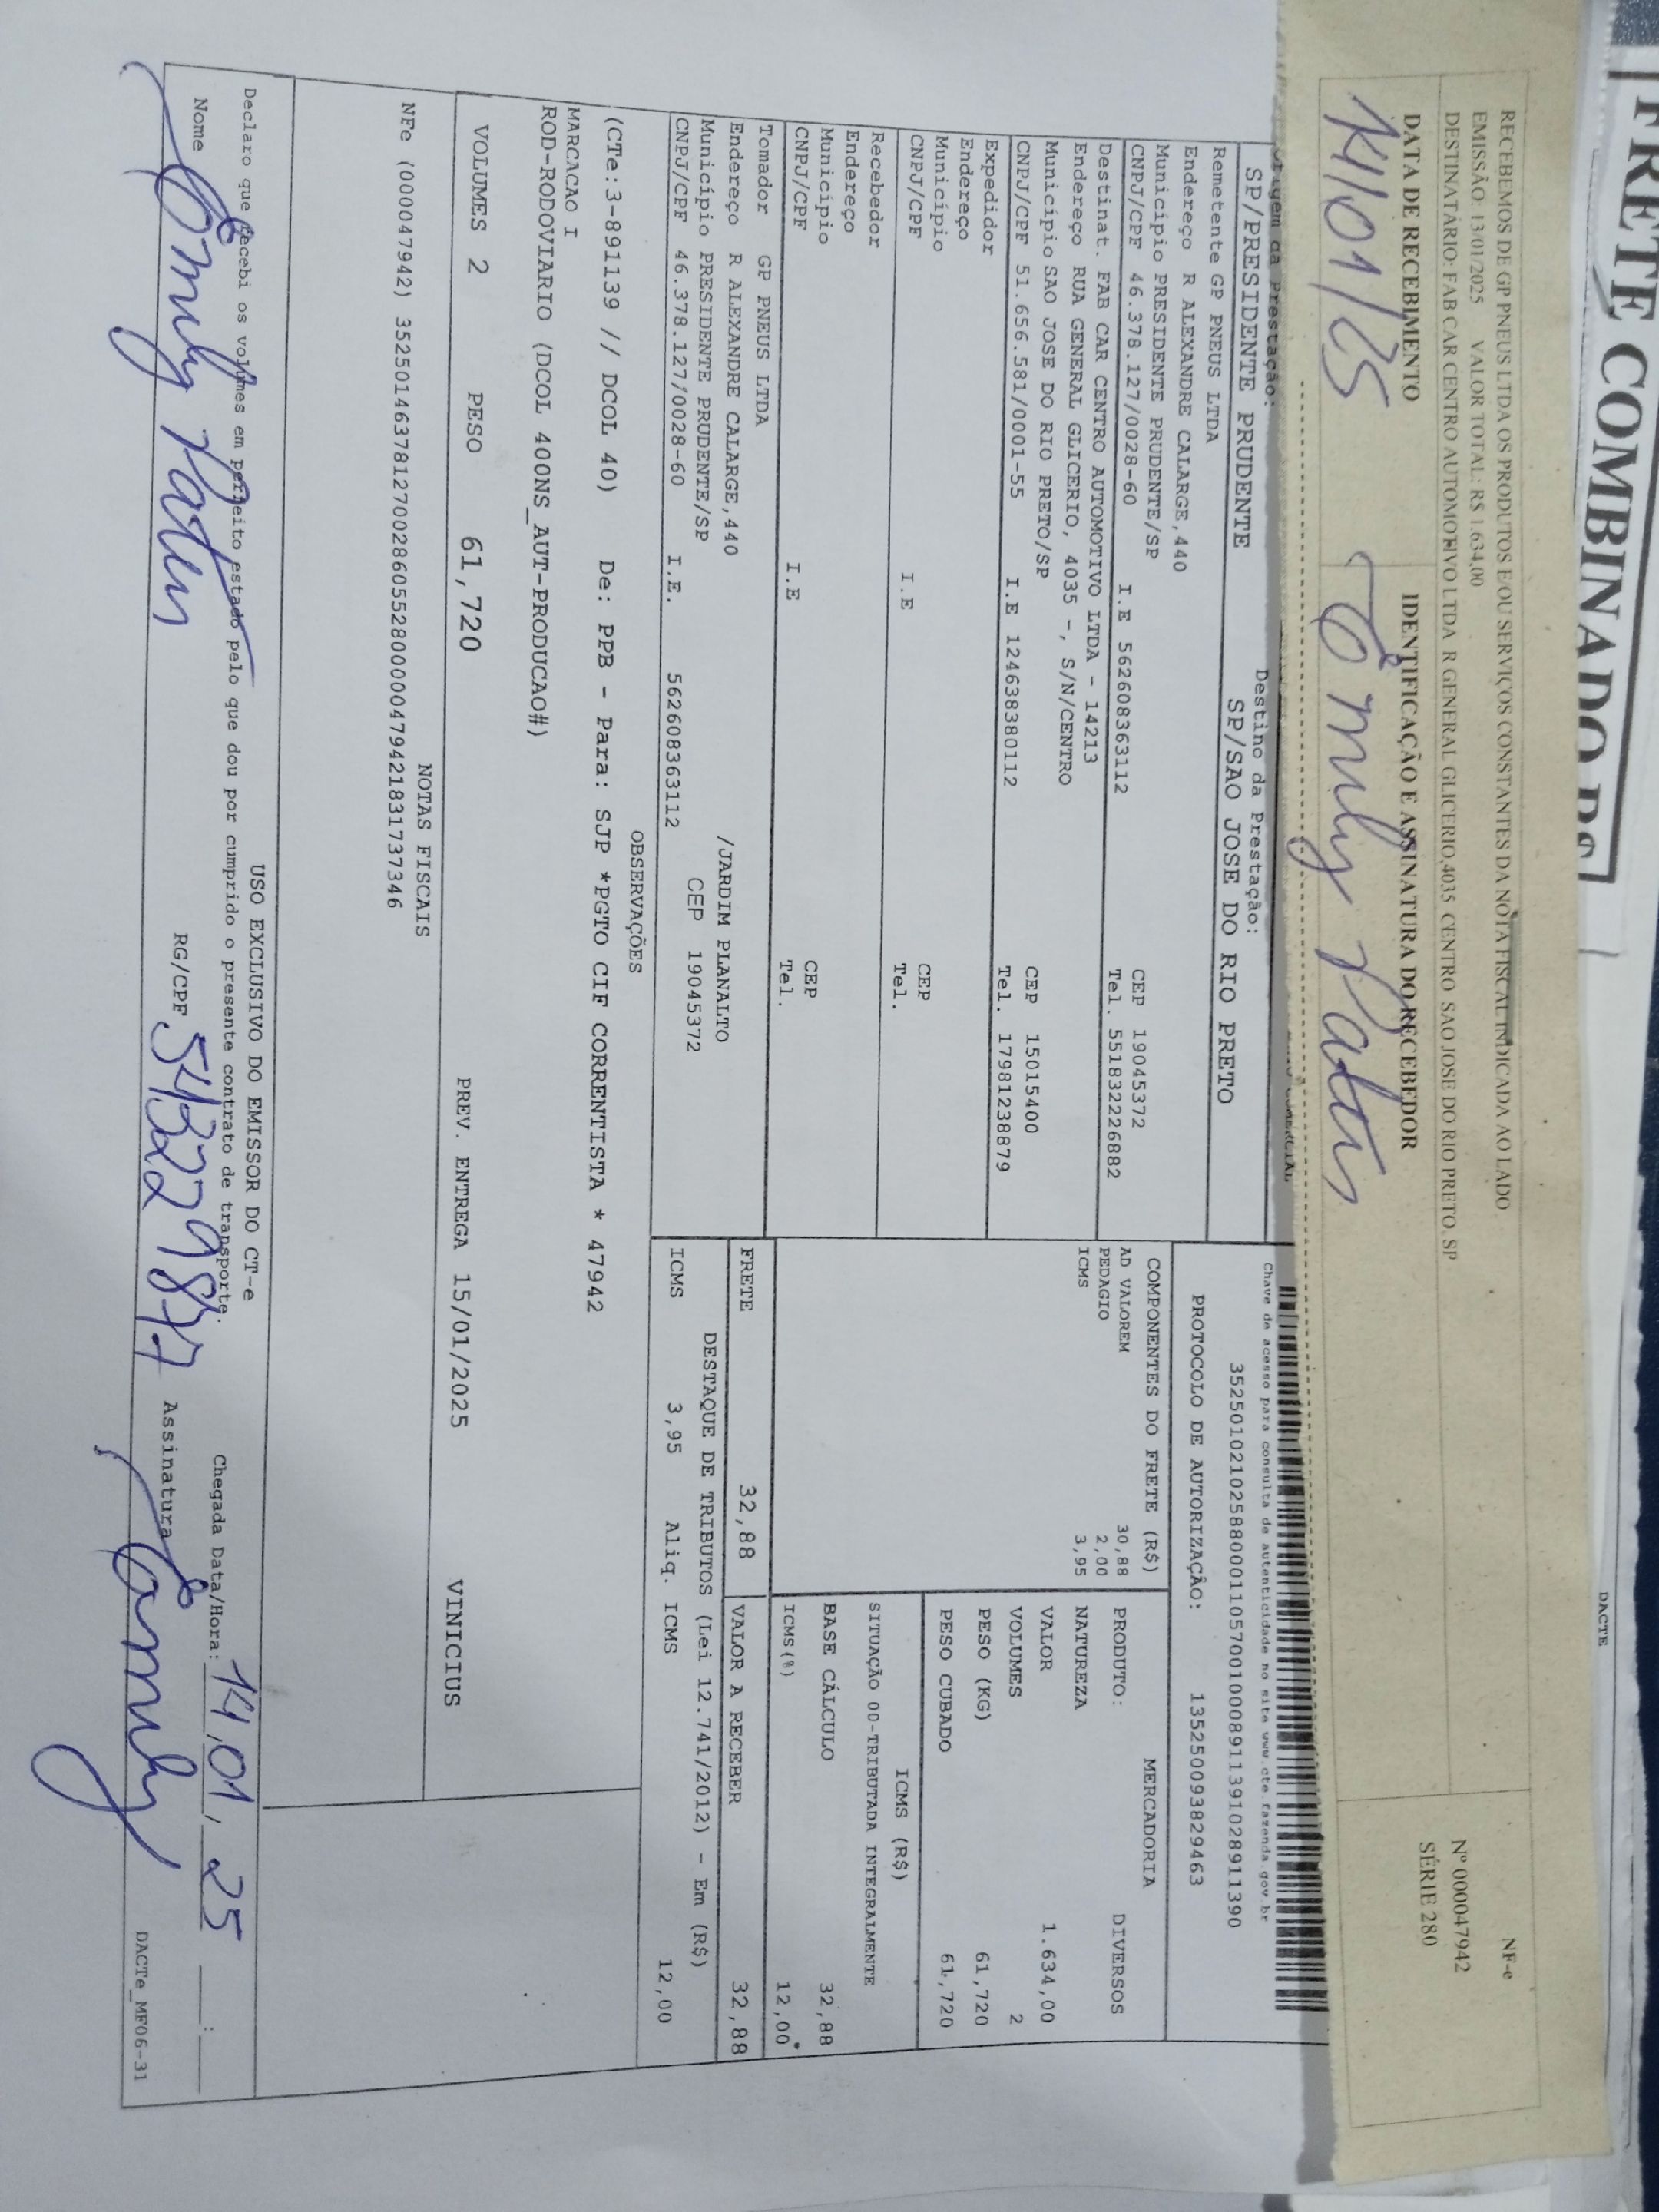 FRETE COMBINADO R$
DACTE
RECEBEMOS DE GP PNEUS LTDA OS PRODUTOS E/OU SERVIÇOS CONSTANTES DA NOTA FISCAL INDICADA AO LADO
EMISSÃO: 13/01/2025 VALOR TOTAL: R$ 1.634,00
DESTINATÁRIO: FAB CAR CENTRO AUTOMOTIVO LTDA R GENERAL GLICERIO,4035 CENTRO SAO JOSE DO RIO PRETO SP
NF-e
Nº 000047942
SÉRIE 280
DATA DE RECEBIMENTO
IDENTIFICAÇÃO E ASSINATURA DO RECEBEDOR
14/01/25
Origem da Prestação:
SP/PRESIDENTE PRUDENTE
Destino da Prestação:
SP/SAO JOSE DO RIO PRETO
Chave de acesso para consulta de autenticidade no site www.cte.fazenda.gov.br
35250102102588000110570010008911391028911390
PROTOCOLO DE AUTORIZAÇÃO: 135250093829463
Remetente GP PNEUS LTDA
Endereço R ALEXANDRE CALARGE,440
Município PRESIDENTE PRUDENTE/SP CEP 19045372
CNPJ/CPF 46.378.127/0028-60 I.E 562608363112 Tel. 551832226882
Destinat. FAB CAR CENTRO AUTOMOTIVO LTDA - 14213
Endereço RUA GENERAL GLICERIO, 4035 -, S/N/CENTRO
Município SAO JOSE DO RIO PRETO/SP CEP 15015400
CNPJ/CPF 51.656.581/0001-55 I.E 124638380112 Tel. 17981238879
Expedidor
Endereço
Município CEP
CNPJ/CPF I.E Tel.
Recebedor
Endereço
Município CEP
CNPJ/CPF I.E Tel.
Tomador GP PNEUS LTDA
Endereço R ALEXANDRE CALARGE,440 /JARDIM PLANALTO
Município PRESIDENTE PRUDENTE/SP CEP 19045372
CNPJ/CPF 46.378.127/0028-60 I.E. 562608363112
COMPONENTES DO FRETE (R$)
AD VALOREM 30,88
PEDAGIO 2,00
ICMS 3,95
MERCADORIA
PRODUTO: DIVERSOS
NATUREZA
VALOR 1.634,00
VOLUMES 2
PESO (KG) 61,720
PESO CUBADO 61,720
ICMS (R$)
SITUAÇÃO 00-TRIBUTADA INTEGRALMENTE
BASE CÁLCULO 32,88
ICMS(%) 12,00
FRETE 32,88 VALOR A RECEBER 32,88
DESTAQUE DE TRIBUTOS (Lei 12.741/2012) - Em (R$)
ICMS 3,95 Aliq. ICMS 12,00
OBSERVAÇÕES
(CTe:3-891139 // DCOL 40) De: PPB - Para: SJP *PGTO CIF CORRENTISTA * 47942
MARCACAO I
ROD-RODOVIARIO (DCOL 400NS_AUT-PRODUCAO#)
VOLUMES 2 PESO 61,720 PREV. ENTREGA 15/01/2025 VINICIUS
NOTAS FISCAIS
NFe (000047942) 35250146378127002860552800000479421831737346
USO EXCLUSIVO DO EMISSOR DO CT-e
Declaro que recebi os volumes em perfeito estado pelo que dou por cumprido o presente contrato de transporte.
Chegada Data/Hora: 14,01,25 :
Nome RG/CPF Assinatura
DACTe_MF06-31